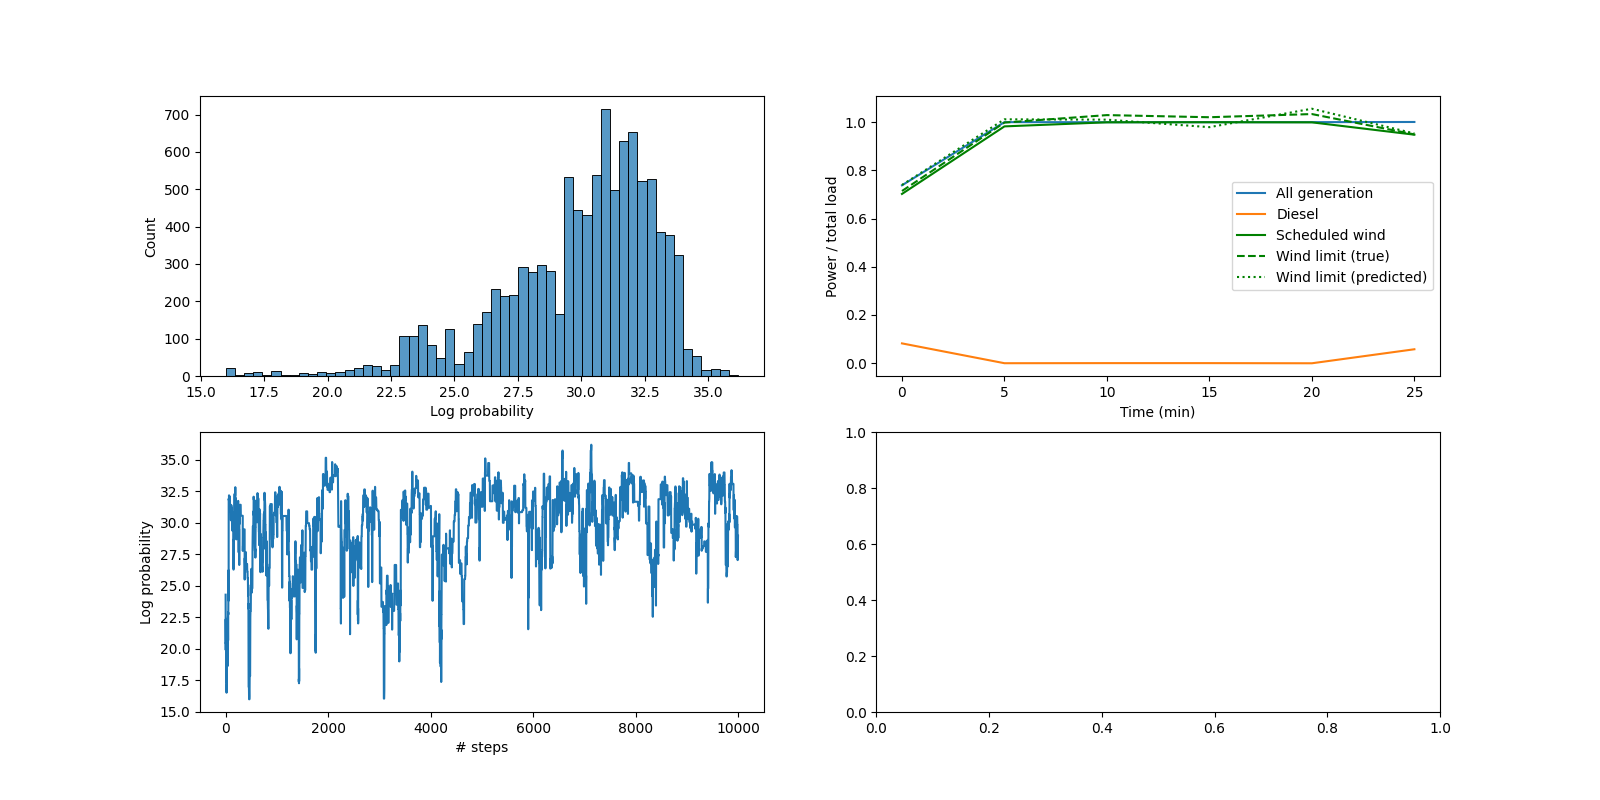 700
600
500
400
300
200
100
0
Count
15.0 17.5 20.0 22.5 25.0 27.5 30.0 32.5 35.0
Log probability
1.0
0.8
0.6
0.4
0.2
0.0
Power / total load
All generation
Diesel
Scheduled wind
Wind limit (true)
Wind limit (predicted)
0 5 10 15 20 25
Time (min)
35.0
32.5
30.0
27.5
25.0
22.5
20.0
17.5
15.0
Log probability
0 2000 4000 6000 8000 10000
# steps
1.0
0.8
0.6
0.4
0.2
0.0
0.0 0.2 0.4 0.6 0.8 1.0